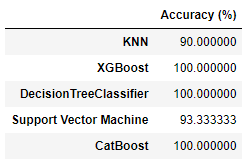 Accuracy (%)
KNN 90.000000
XGBoost 100.000000
DecisionTreeClassifier 100.000000
Support Vector Machine 93.333333
CatBoost 100.000000